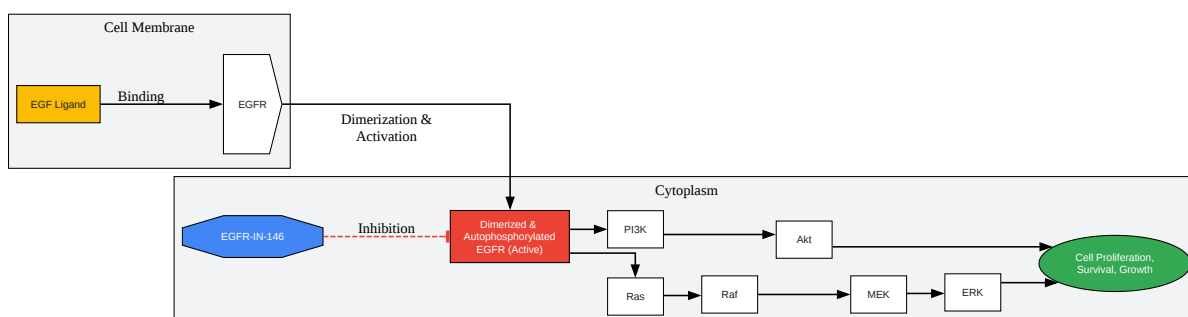 Cell Membrane
EGF Ligand
Binding
EGFR
Dimerization &
Activation
Cytoplasm
EGFR-IN-146
Inhibition
Dimerized &
Autophosphorylated
EGFR (Active)
PI3K
Akt
Ras
Raf
MEK
ERK
Cell Proliferation,
Survival, Growth